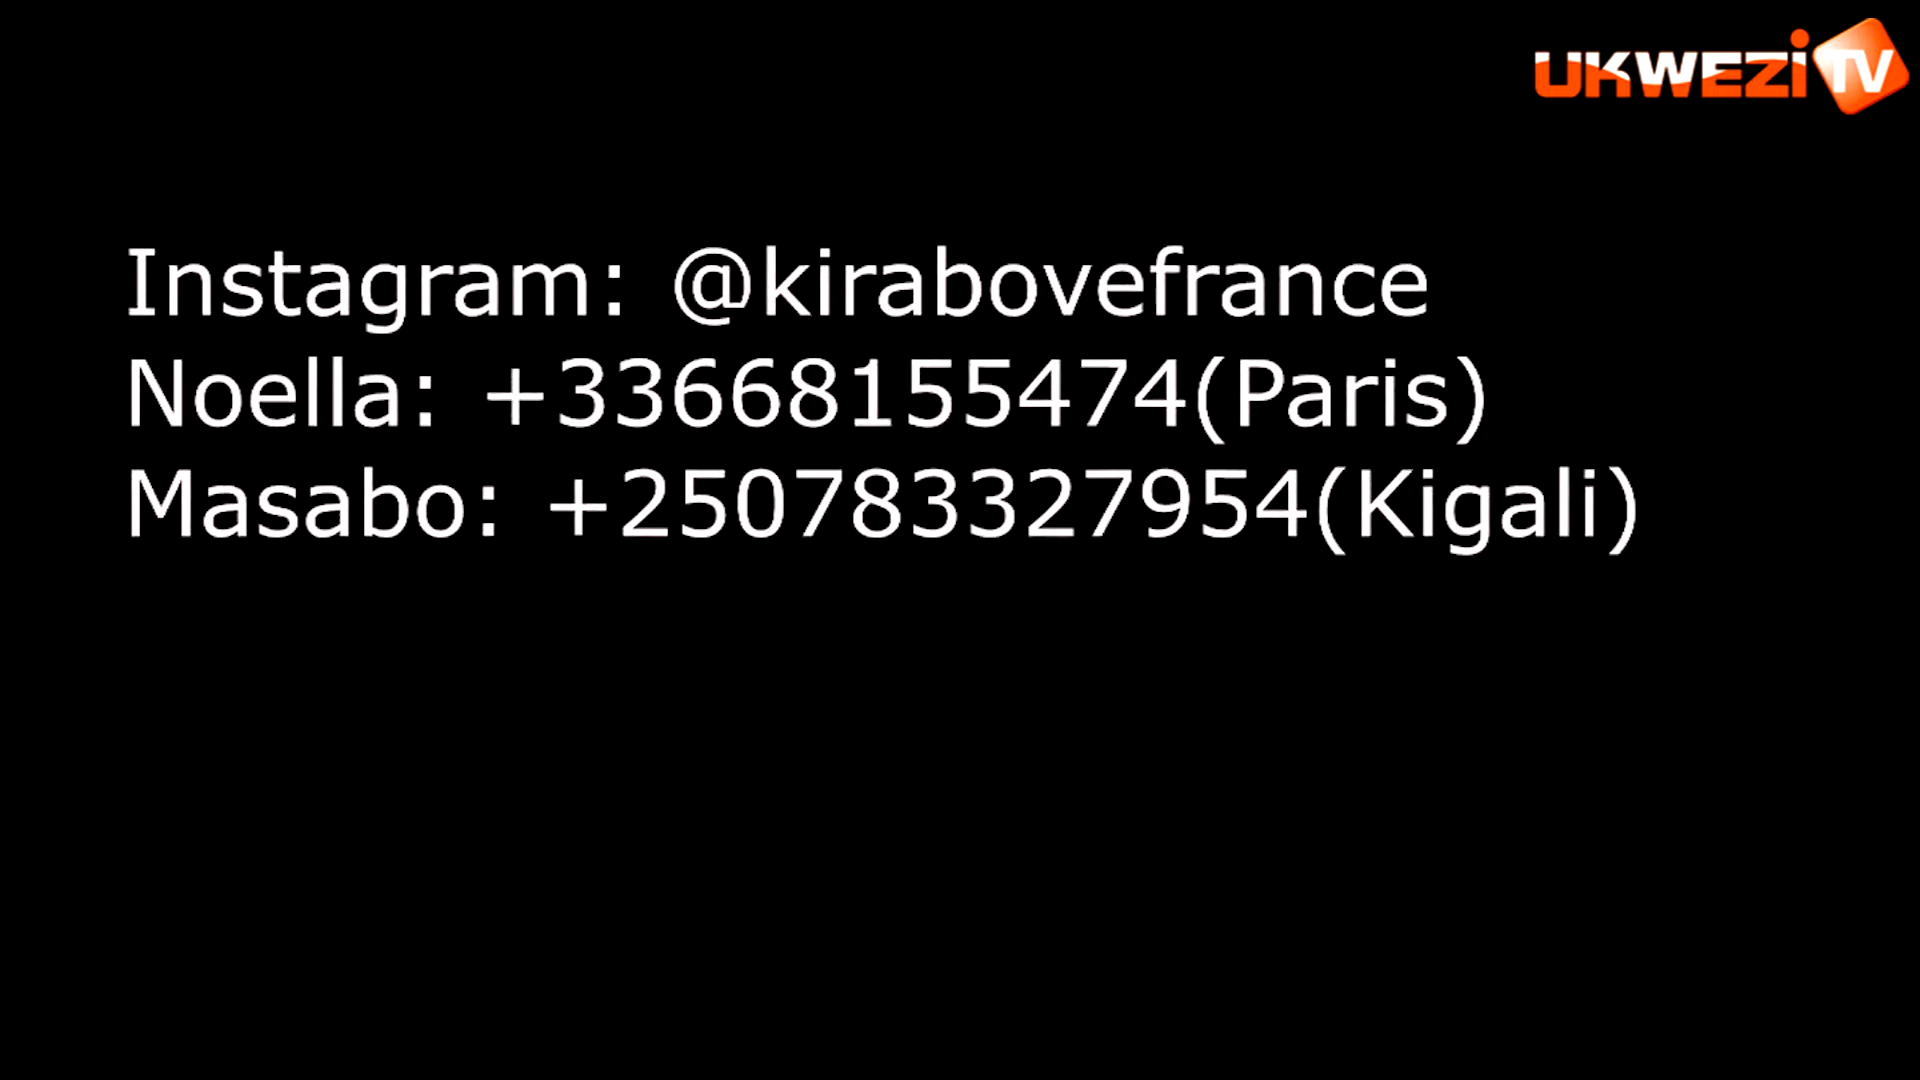 UKWEZI TV
Instagram: @kirabovefrance
Noella: +33668155474(Paris)
Masabo: +250783327954(Kigali)